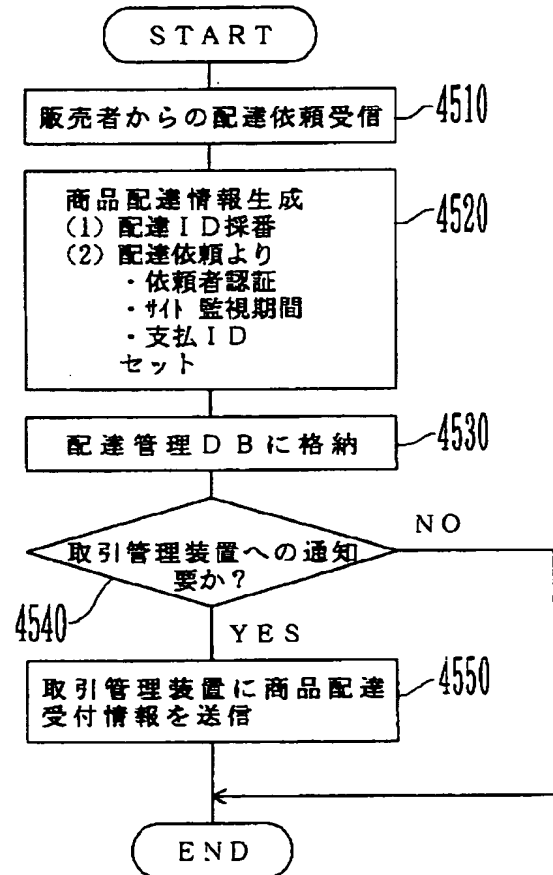 START
販売者からの配達依頼受信
4510
商品配達情報生成
(1) 配達ID採番
(2) 配達依頼より
・依頼者認証
・サイト 監視期間
・支払ID
セット
4520
配達管理DBに格納
4530
取引管理装置への通知
要か？
NO
4540
YES
取引管理装置に商品配達
受付情報を送信
4550
END